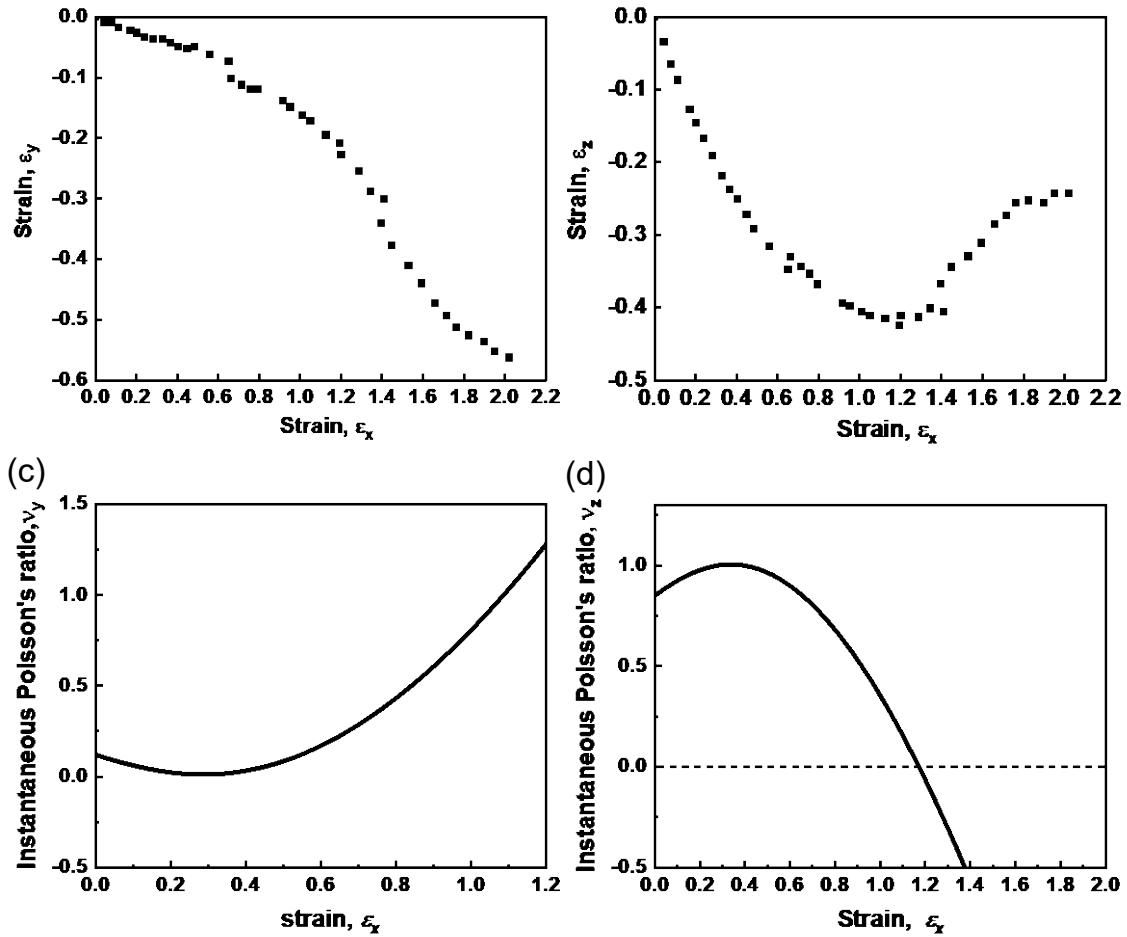 0.0
-0.1
-0.2
-0.3
-0.4
-0.5
-0.6
Strain, εy
0.0 0.2 0.4 0.6 0.8 1.0 1.2 1.4 1.6 1.8 2.0 2.2
Strain, εx
0.0
-0.1
-0.2
-0.3
-0.4
-0.5
Strain, εz
0.0 0.2 0.4 0.6 0.8 1.0 1.2 1.4 1.6 1.8 2.0 2.2
Strain, εx
(c)
1.5
1.0
0.5
0.0
-0.5
Instantaneous Poisson's ratio,νy
0.0 0.2 0.4 0.6 0.8 1.0 1.2
strain, εx
(d)
1.0
0.5
0.0
-0.5
Instantaneous Poisson's ratio, νz
0.0 0.2 0.4 0.6 0.8 1.0 1.2 1.4 1.6 1.8 2.0
Strain, εx